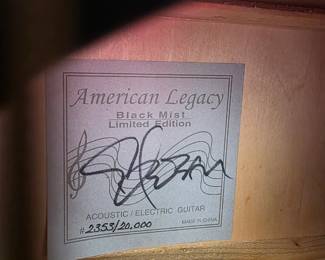 American Legacy
Black Mist
Limited Edition
ACOUSTIC / ELECTRIC GUITAR
#2353/20,000
MADE IN CHINA